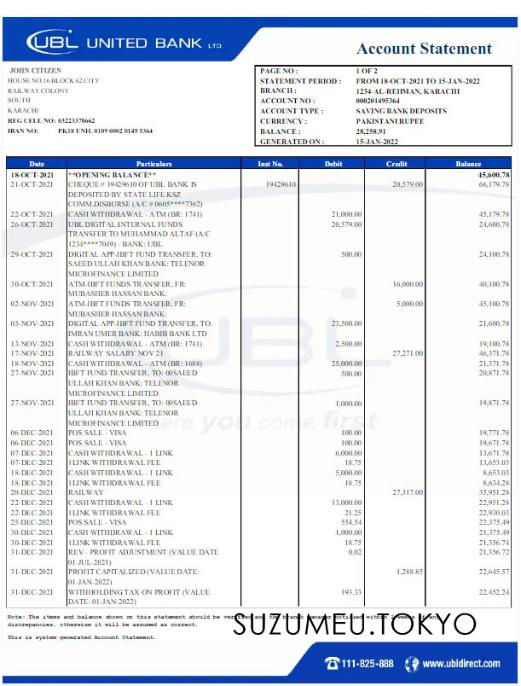 UBL UNITED BANK LTD.
Account Statement
JOHN CITIZEN
HOUSE NO.16 BLOCK 62 CITY
RAILWAY COLONY
SOUTH
KARACHI
REG CELL NO: 03223378662
IBAN NO: PK18 UNIL 0109 0002 0149 5364
PAGE NO : 1 OF 2
STATEMENT PERIOD : FROM 18-OCT-2021 TO 15-JAN-2022
BRANCH : 1234-AL-REHMAN, KARACHI
ACCOUNT NO : 000201495364
ACCOUNT TYPE : SAVING BANK DEPOSITS
CURRENCY : PAKISTANI RUPEE
BALANCE : 28,258.91
GENERATED ON : 15-JAN-2022
Date Particulars Inst No. Debit Credit Balance
18-OCT-2021 **OPENING BALANCE** 45,600.78
21-OCT-2021 CHEQUE # 19429610 OF UBL BANK IS 19429610 20,579.00 66,179.78
DEPOSITED BY STATE LIFE.KSZ
COMM.DISBURSE (A/C # 0605****7362)
22-OCT-2021 CASH WITHDRAWAL - ATM (BR: 1741) 21,000.00 45,179.78
26-OCT-2021 UBL DIGITAL:INTERNAL FUNDS 20,579.00 24,600.78
TRANSFER TO MUHAMMAD ALTAF (A/C
1234****7049) - BANK: UBL
29-OCT-2021 DIGITAL APP-IBFT FUND TRANSFER, TO: 500.00 24,100.78
SAEED ULLAH KHAN BANK: TELENOR
MICROFINANCE LIMITED
30-OCT-2021 ATM-IBFT FUNDS TRANSFER, FR: 16,000.00 40,100.78
MUBASHER HASSAN BANK:
02-NOV-2021 ATM-IBFT FUNDS TRANSFER, FR: 5,000.00 45,100.78
MUBASHER HASSAN BANK:
03-NOV-2021 DIGITAL APP-IBFT FUND TRANSFER, TO: 23,500.00 21,600.78
IMRAN UMER BANK: HABIB BANK LTD
13-NOV-2021 CASH WITHDRAWAL - ATM (BR: 1741) 2,500.00 19,100.78
17-NOV-2021 RAILWAY SALARY NOV 21 27,271.00 46,371.78
18-NOV-2021 CASH WITHDRAWAL - ATM (BR: 1688) 25,000.00 21,371.78
27-NOV-2021 IBFT FUND TRANSFER, TO: 00SAEED 500.00 20,871.78
ULLAH KHAN BANK: TELENOR
MICROFINANCE LIMITED
27-NOV-2021 IBFT FUND TRANSFER, TO: 00SAEED 1,000.00 19,871.78
ULLAH KHAN BANK: TELENOR
MICROFINANCE LIMITED
06-DEC-2021 POS SALE - VISA 100.00 19,771.78
06-DEC-2021 POS SALE - VISA 100.00 19,671.78
07-DEC-2021 CASH WITHDRAWAL - 1 LINK 6,000.00 13,671.78
07-DEC-2021 1LINK WITHDRAWAL FEE 18.75 13,653.03
18-DEC-2021 CASH WITHDRAWAL - 1 LINK 5,000.00 8,653.03
18-DEC-2021 1LINK WITHDRAWAL FEE 18.75 8,634.28
20-DEC-2021 RAILWAY 27,317.00 35,951.28
22-DEC-2021 CASH WITHDRAWAL - 1 LINK 13,000.00 22,951.28
22-DEC-2021 1LINK WITHDRAWAL FEE 21.25 22,930.03
25-DEC-2021 POS SALE - VISA 554.54 22,375.49
30-DEC-2021 CASH WITHDRAWAL - 1 LINK 1,000.00 21,375.49
30-DEC-2021 1LINK WITHDRAWAL FEE 18.75 21,356.74
31-DEC-2021 REV - PROFIT ADJUSTMENT (VALUE DATE 0.02 21,356.72
01-JUL-2021)
31-DEC-2021 PROFIT CAPITALIZED (VALUE DATE: 1,288.85 22,645.57
01-JAN-2022)
31-DEC-2021 WITHHOLDING TAX ON PROFIT (VALUE 193.33 22,452.24
DATE: 01-JAN-2022)
UBL
where you come first
Note: The items and balance shown on this statement should be verified and the branch manager notified within 2 weeks of any
discrepancies, otherwise it will be assumed as correct.
This is system generated Account Statement.
SUZUMEU.TOKYO
111-825-888 www.ubldirect.com